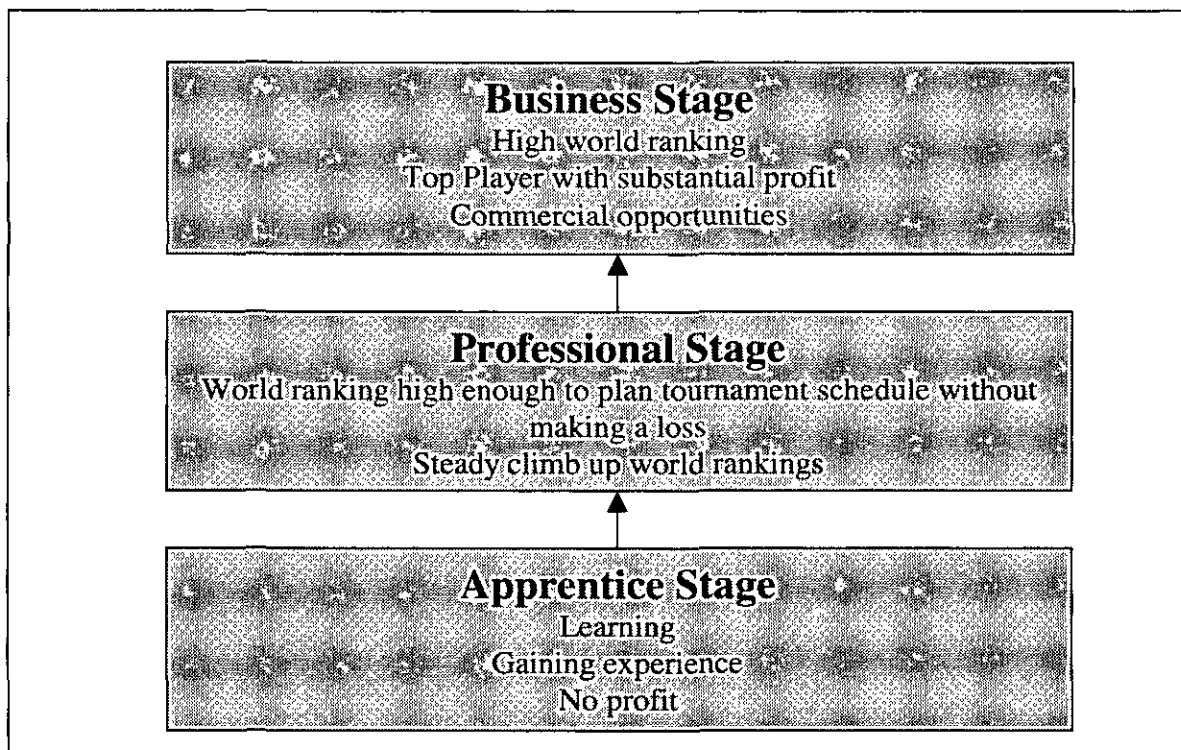 Business Stage
High world ranking
Top Player with substantial profit
Commercial opportunities
Professional Stage
World ranking high enough to plan tournament schedule without
making a loss
Steady climb up world rankings
Apprentice Stage
Learning
Gaining experience
No profit